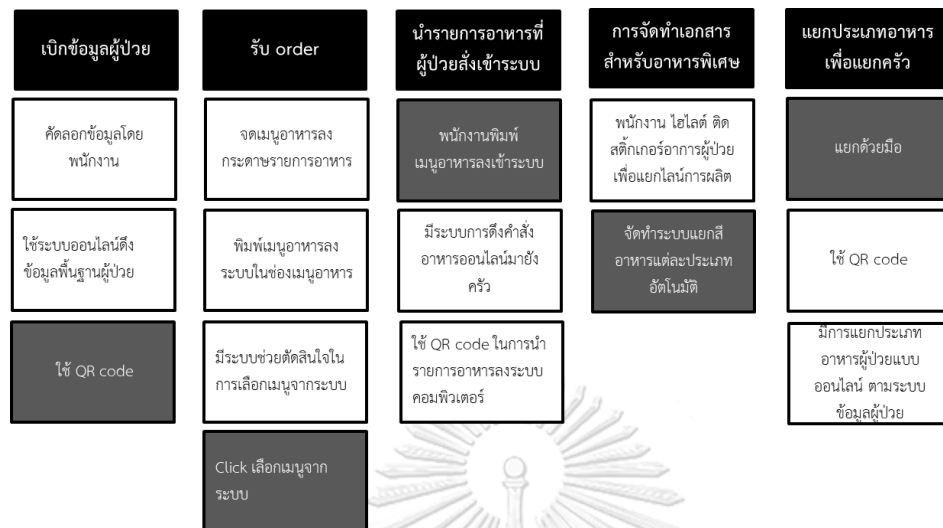 เบิกข้อมูลผู้ป่วย
คัดลอกข้อมูลโดย
พนักงาน
ใช้ระบบออนไลน์ดึง
ข้อมูลพื้นฐานผู้ป่วย
ใช้ QR code
รับ order
จดเมนูอาหารลง
กระดาษรายการอาหาร
พิมพ์เมนูอาหารลง
ระบบในช่องเมนูอาหาร
มีระบบช่วยตัดสินใจใน
การเลือกเมนูจากระบบ
Click เลือกเมนูจาก
ระบบ
นำรายการอาหารที่
ผู้ป่วยสั่งเข้าระบบ
พนักงานพิมพ์
เมนูอาหารลงเข้าระบบ
มีระบบการดึงคำสั่ง
อาหารออนไลน์มายัง
ครัว
ใช้ QR code ในการนำ
รายการอาหารลงระบบ
คอมพิวเตอร์
การจัดทำเอกสาร
สำหรับอาหารพิเศษ
พนักงาน ไฮไลต์ ติด
สติ้กเกอร์อาการผู้ป่วย
เพื่อแยกไลน์การผลิต
จัดทำระบบแยกสี
อาหารแต่ละประเภท
อัตโนมัติ
แยกประเภทอาหาร
เพื่อแยกครัว
แยกด้วยมือ
ใช้ QR code
มีการแยกประเภท
อาหารผู้ป่วยแบบ
ออนไลน์ ตามระบบ
ข้อมูลผู้ป่วย